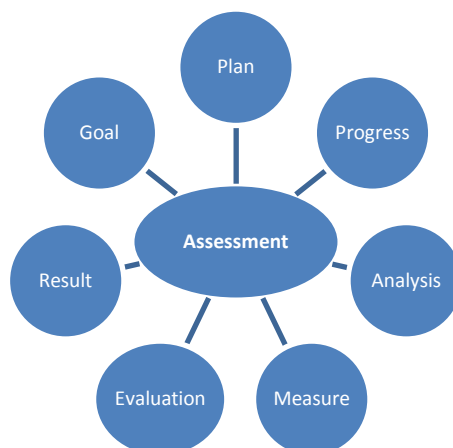 Plan
Goal
Progress
Assessment
Result
Analysis
Evaluation
Measure